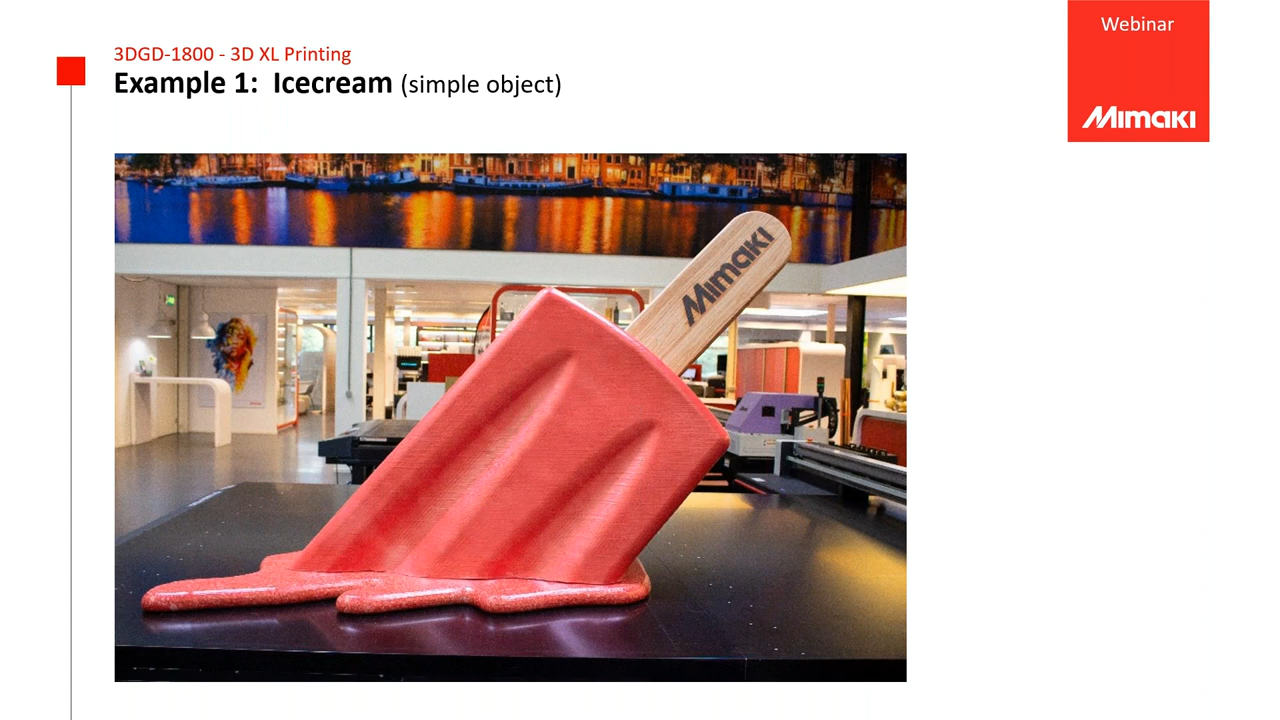 3DGD-1800 - 3D XL Printing
Example 1: Icecream (simple object)
Webinar
Mimaki
Mimaki